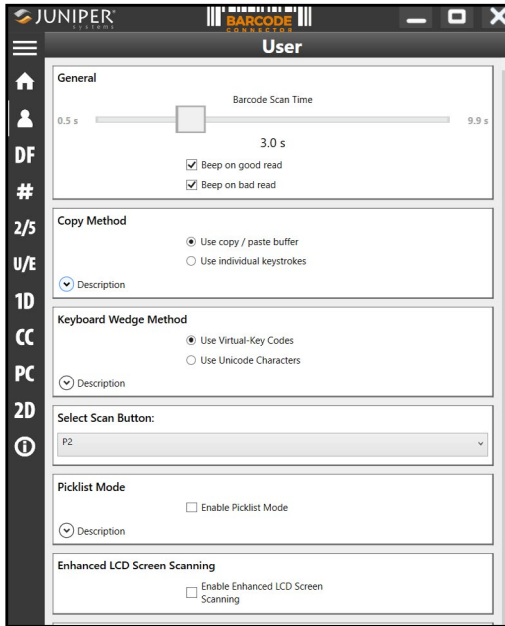 JUNIPER
systems
BARCODE
CONNECTOR
User
General
Barcode Scan Time
0.5 s
9.9 s
3.0 s
Beep on good read
Beep on bad read
Copy Method
Use copy / paste buffer
Use individual keystrokes
Description
Keyboard Wedge Method
Use Virtual-Key Codes
Use Unicode Characters
Description
Select Scan Button:
P2
Picklist Mode
Enable Picklist Mode
Description
Enhanced LCD Screen Scanning
Enable Enhanced LCD Screen
Scanning
DF
#
2/5
U/E
1D
CC
PC
2D